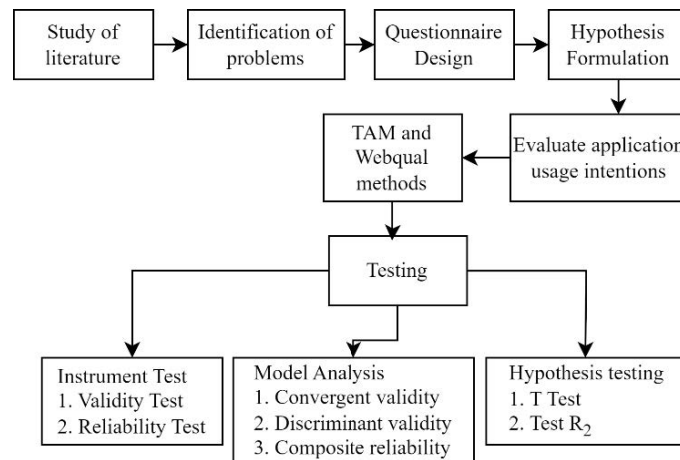 Study of
literature
Identification of
problems
Questionnaire
Design
Hypothesis
Formulation
Evaluate application
usage intentions
TAM and
Webqual
methods
Testing
Instrument Test
1. Validity Test
2. Reliability Test
Model Analysis
1. Convergent validity
2. Discriminant validity
3. Composite reliability
Hypothesis testing
1. T Test
2. Test R₂